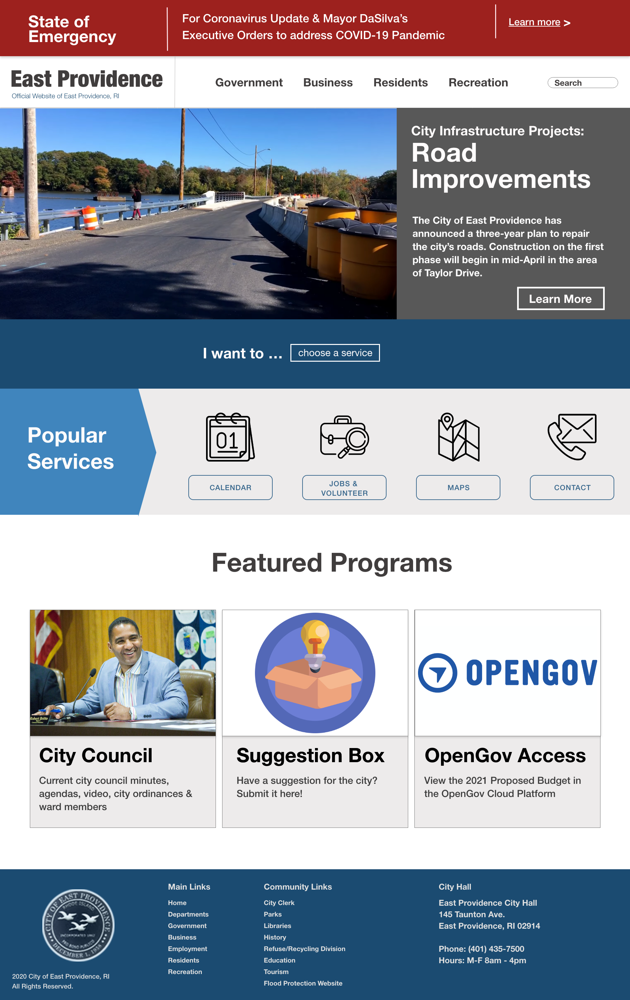 State of
Emergency
For Coronavirus Update & Mayor DaSilva’s
Executive Orders to address COVID-19 Pandemic
Learn more >
East Providence
Official Website of East Providence, RI
Government
Business
Residents
Recreation
Search
City Infrastructure Projects:
Road
Improvements
The City of East Providence has
announced a three-year plan to repair
the city’s roads. Construction on the first
phase will begin in mid-April in the area
of Taylor Drive.
Learn More
I want to ...
choose a service
Popular
Services
01
CALENDAR
JOBS &
VOLUNTEER
MAPS
CONTACT
Featured Programs
Robert Britto
Council President
OPENGOV
City Council
Current city council minutes,
agendas, video, city ordinances &
ward members
Suggestion Box
Have a suggestion for the city?
Submit it here!
OpenGov Access
View the 2021 Proposed Budget in
the OpenGov Cloud Platform
CITY OF EAST PROVIDENCE
RHODE ISLAND
INCORPORATED 1862
PRO BONO PUBLICO
DECEMBER 1, 1958
2020 City of East Providence, RI
All Rights Reserved.
Main Links
Home
Departments
Government
Business
Employment
Residents
Recreation
Community Links
City Clerk
Parks
Libraries
History
Refuse/Recycling Division
Education
Tourism
Flood Protection Website
City Hall
East Providence City Hall
145 Taunton Ave.
East Providence, RI 02914
Phone: (401) 435-7500
Hours: M-F 8am - 4pm